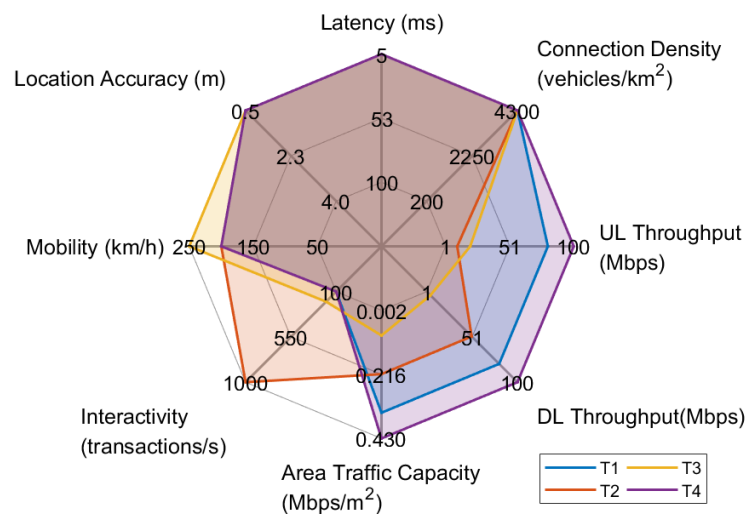 Latency (ms)
Connection Density
(vehicles/km²)
Location Accuracy (m)
5
0.5
4300
53
2.3
2250
100
4.0
200
Mobility (km/h)
250
150
50
1
51
100
UL Throughput
(Mbps)
100
0.002
1
550
51
0.216
1000
100
0.430
Interactivity
(transactions/s)
DL Throughput(Mbps)
Area Traffic Capacity
(Mbps/m²)
T1
T3
T2
T4